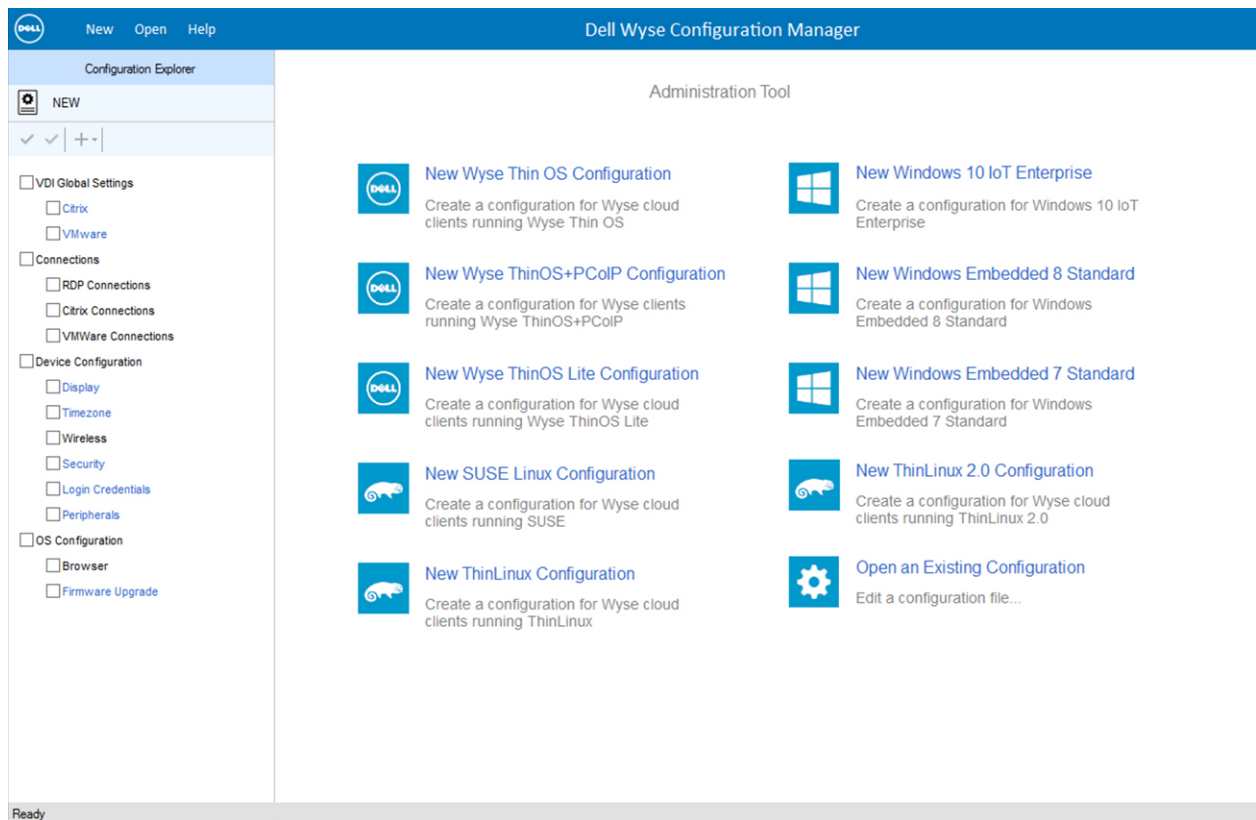 DELL
New Open Help
Dell Wyse Configuration Manager
Configuration Explorer
NEW
VDI Global Settings
Citrix
VMware
Connections
RDP Connections
Citrix Connections
VMWare Connections
Device Configuration
Display
Timezone
Wireless
Security
Login Credentials
Peripherals
OS Configuration
Browser
Firmware Upgrade
Administration Tool
DELL
New Wyse Thin OS Configuration
Create a configuration for Wyse cloud
clients running Wyse Thin OS
DELL
New Wyse ThinOS+PCoIP Configuration
Create a configuration for Wyse clients
running Wyse ThinOS+PCoIP
DELL
New Wyse ThinOS Lite Configuration
Create a configuration for Wyse cloud
clients running Wyse ThinOS Lite
New SUSE Linux Configuration
Create a configuration for Wyse cloud
clients running SUSE
New ThinLinux Configuration
Create a configuration for Wyse cloud
clients running ThinLinux
New Windows 10 IoT Enterprise
Create a configuration for Windows 10 IoT
Enterprise
New Windows Embedded 8 Standard
Create a configuration for Windows
Embedded 8 Standard
New Windows Embedded 7 Standard
Create a configuration for Windows
Embedded 7 Standard
New ThinLinux 2.0 Configuration
Create a configuration for Wyse cloud
clients running ThinLinux 2.0
Open an Existing Configuration
Edit a configuration file...
Ready